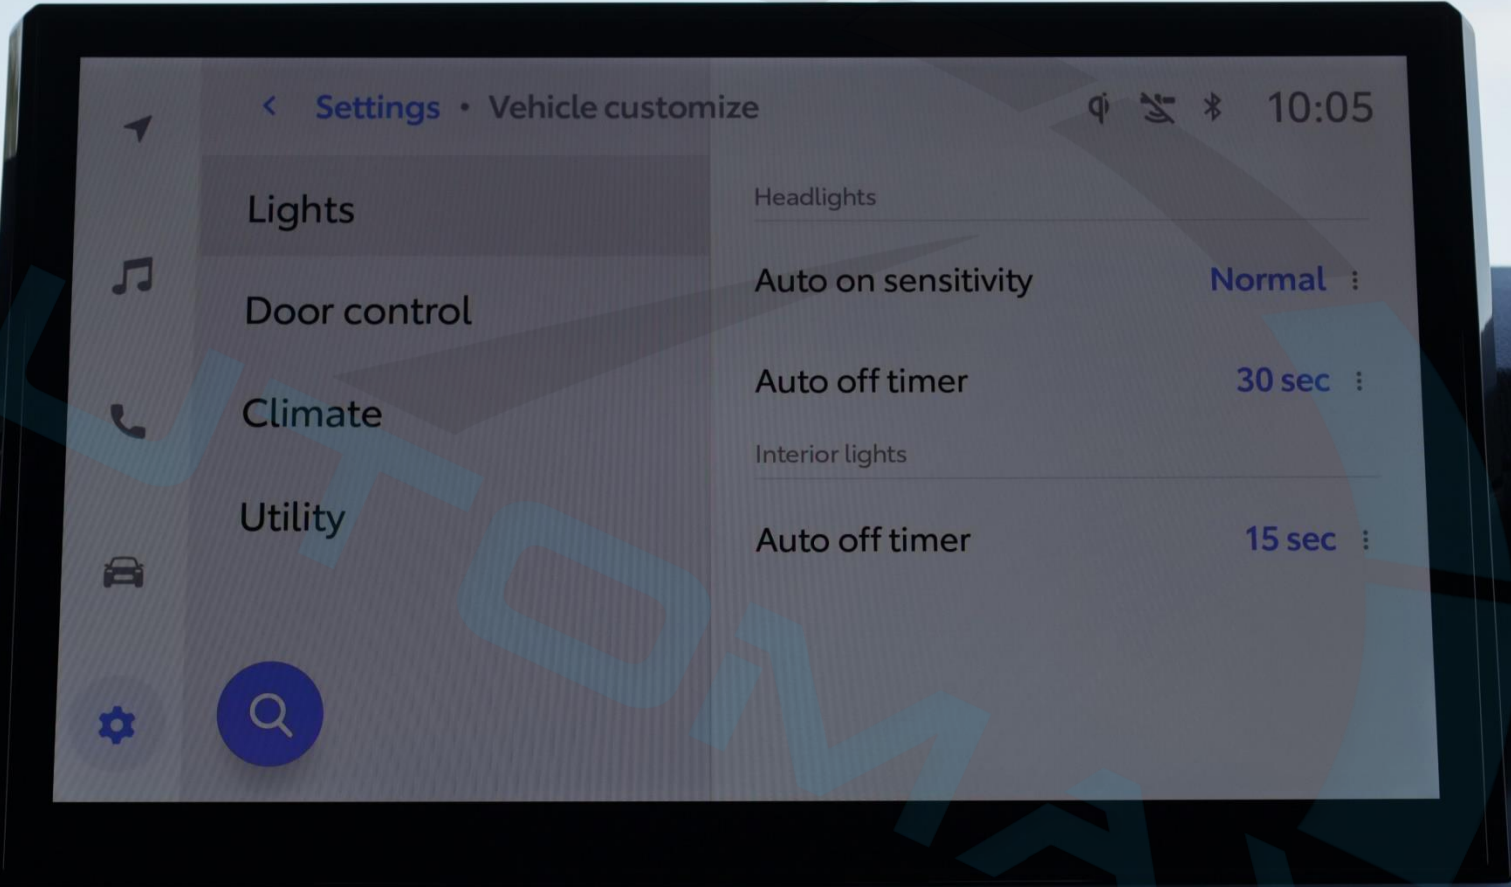 Settings • Vehicle customize
10:05
Lights
Door control
Climate
Utility
Headlights
Auto on sensitivity Normal
Auto off timer 30 sec
Interior lights
Auto off timer 15 sec
UTOMA